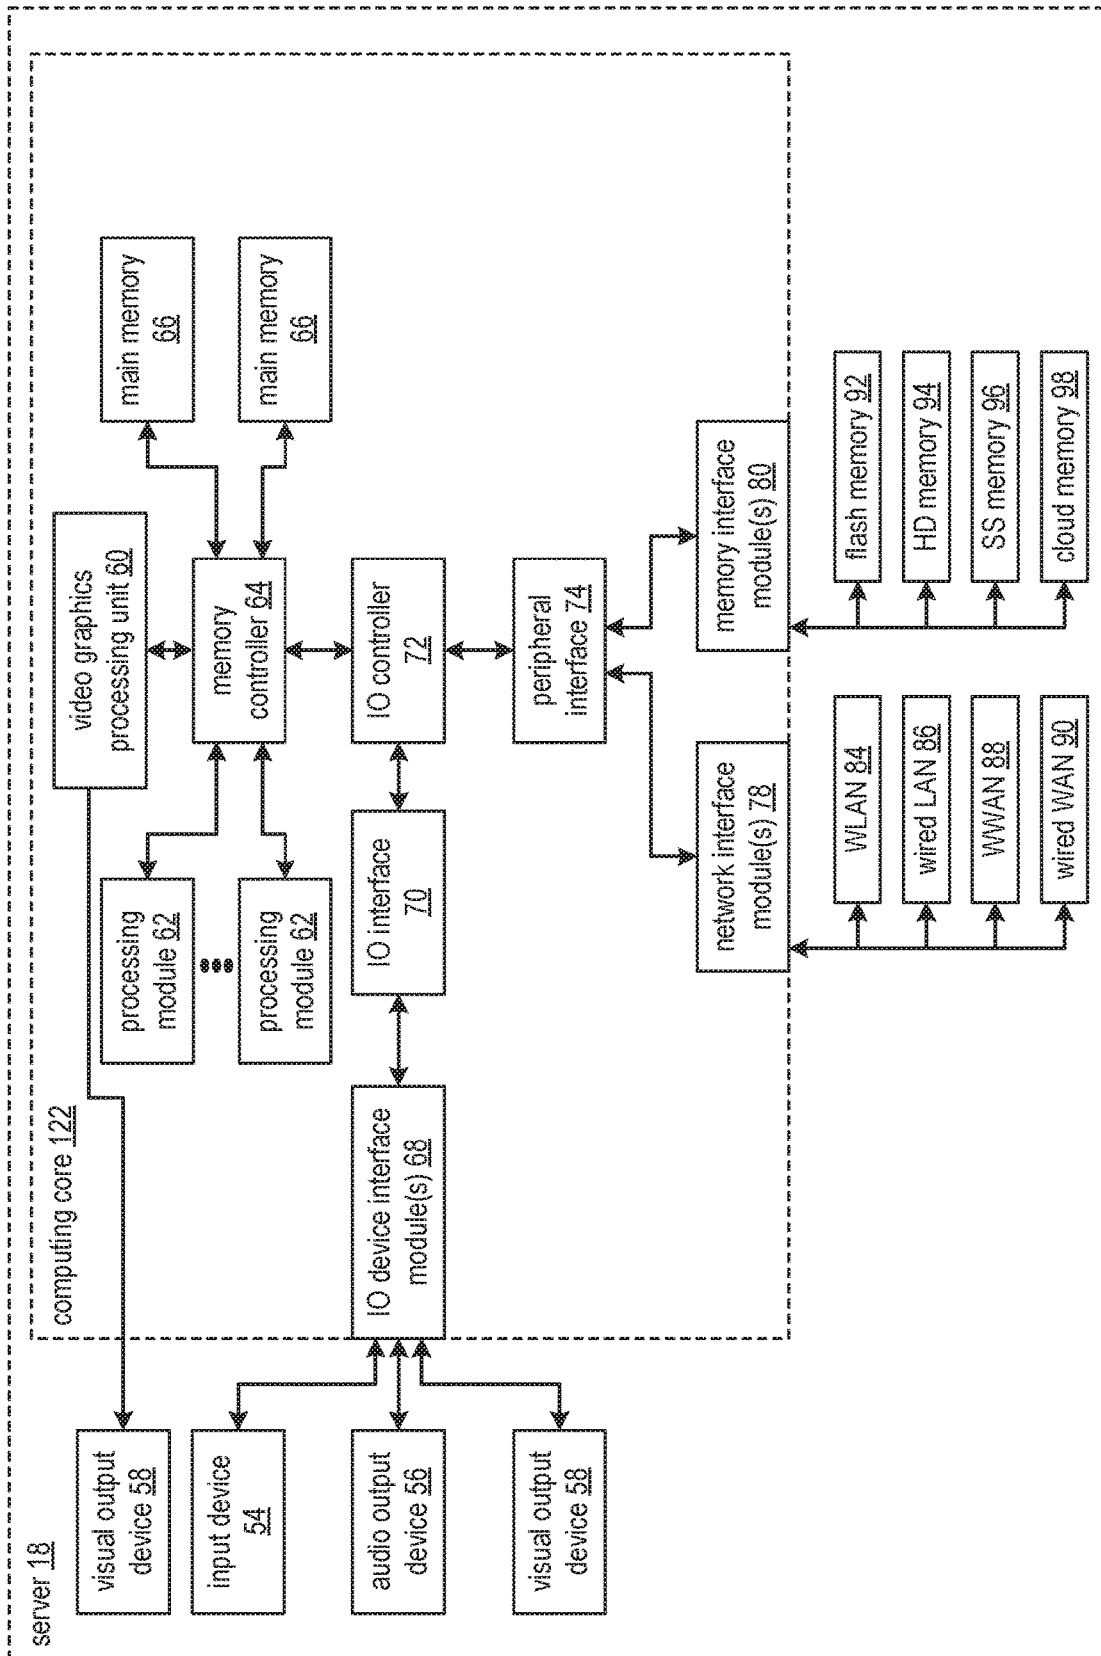 server 18
computing core 122
visual output
device 58
input device
54
audio output
device 56
visual output
device 58
video graphics
processing unit 60
processing
module 62
processing
module 62
memory
controller 64
main memory
66
main memory
66
IO device interface
module(s) 68
IO interface
70
IO controller
72
peripheral
interface 74
network interface
module(s) 78
memory interface
module(s) 80
WLAN 84
wired LAN 86
WWAN 88
wired WAN 90
flash memory 92
HD memory 94
SS memory 96
cloud memory 98